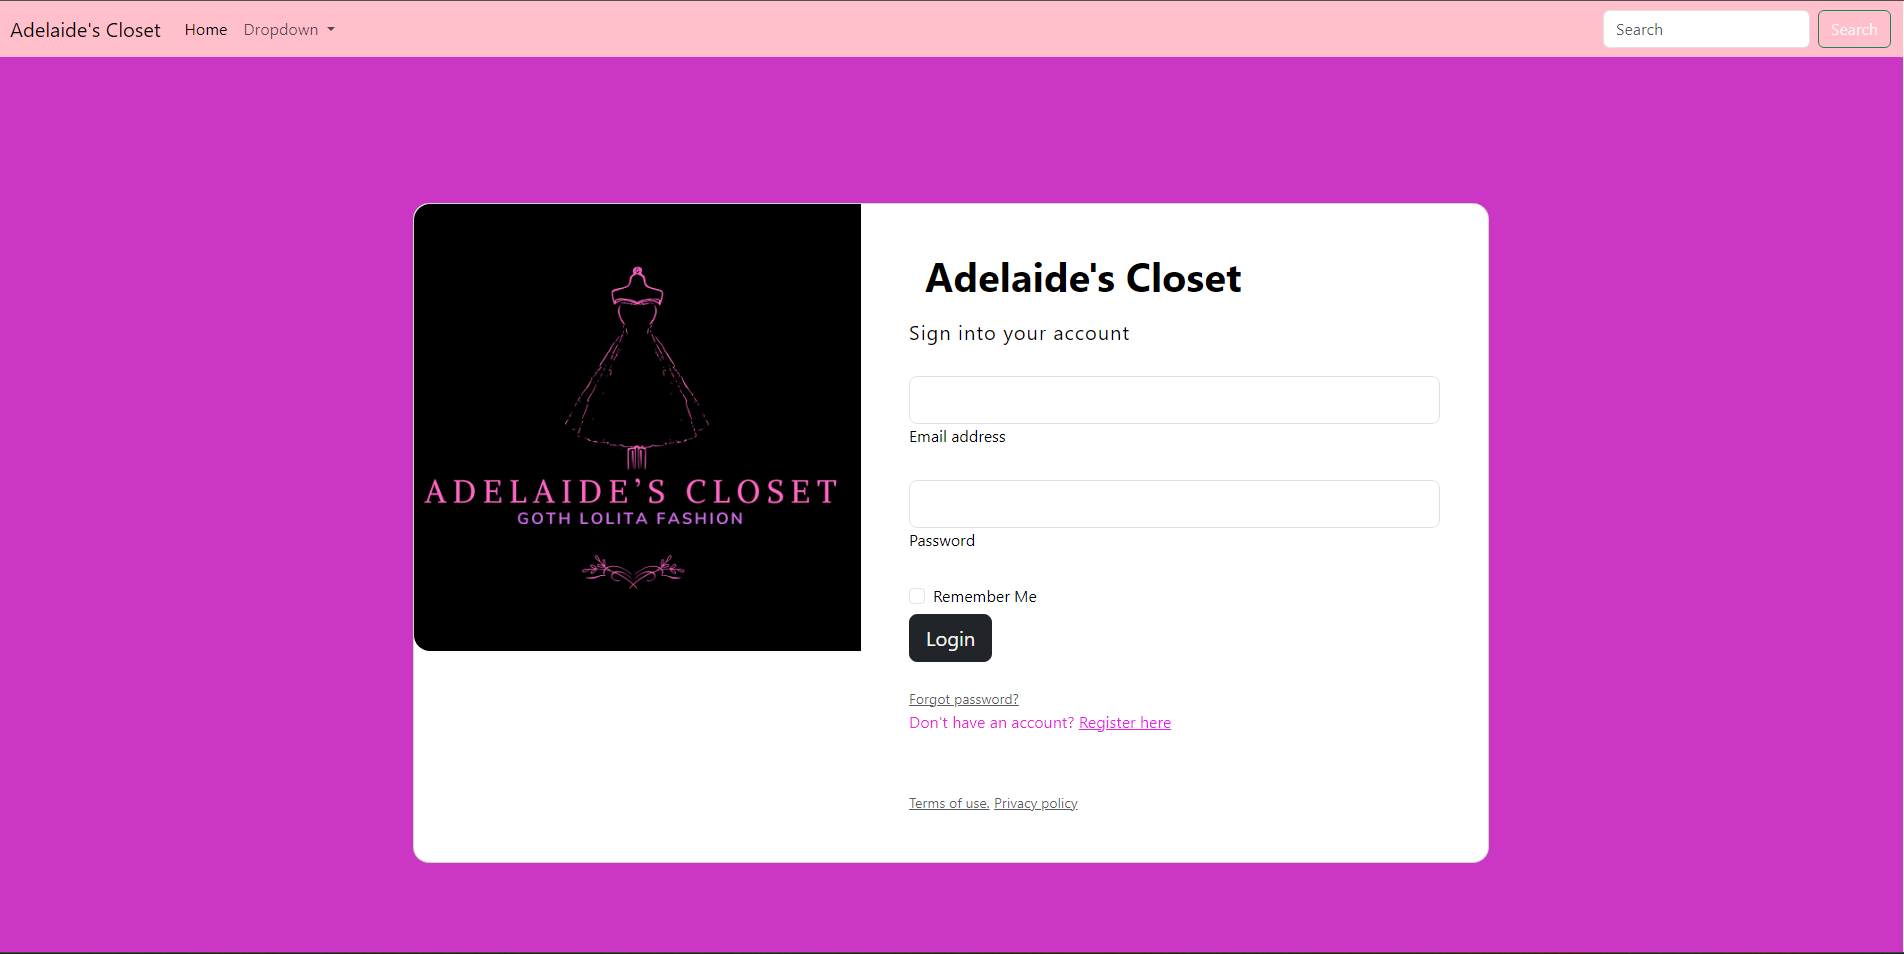 Adelaide's Closet Home Dropdown Search Search
ADELAIDE'S CLOSET
GOTH LOLITA FASHION
Adelaide's Closet
Sign into your account
Email address
Password
Remember Me
Login
Forgot password?
Don't have an account? Register here
Terms of use. Privacy policy